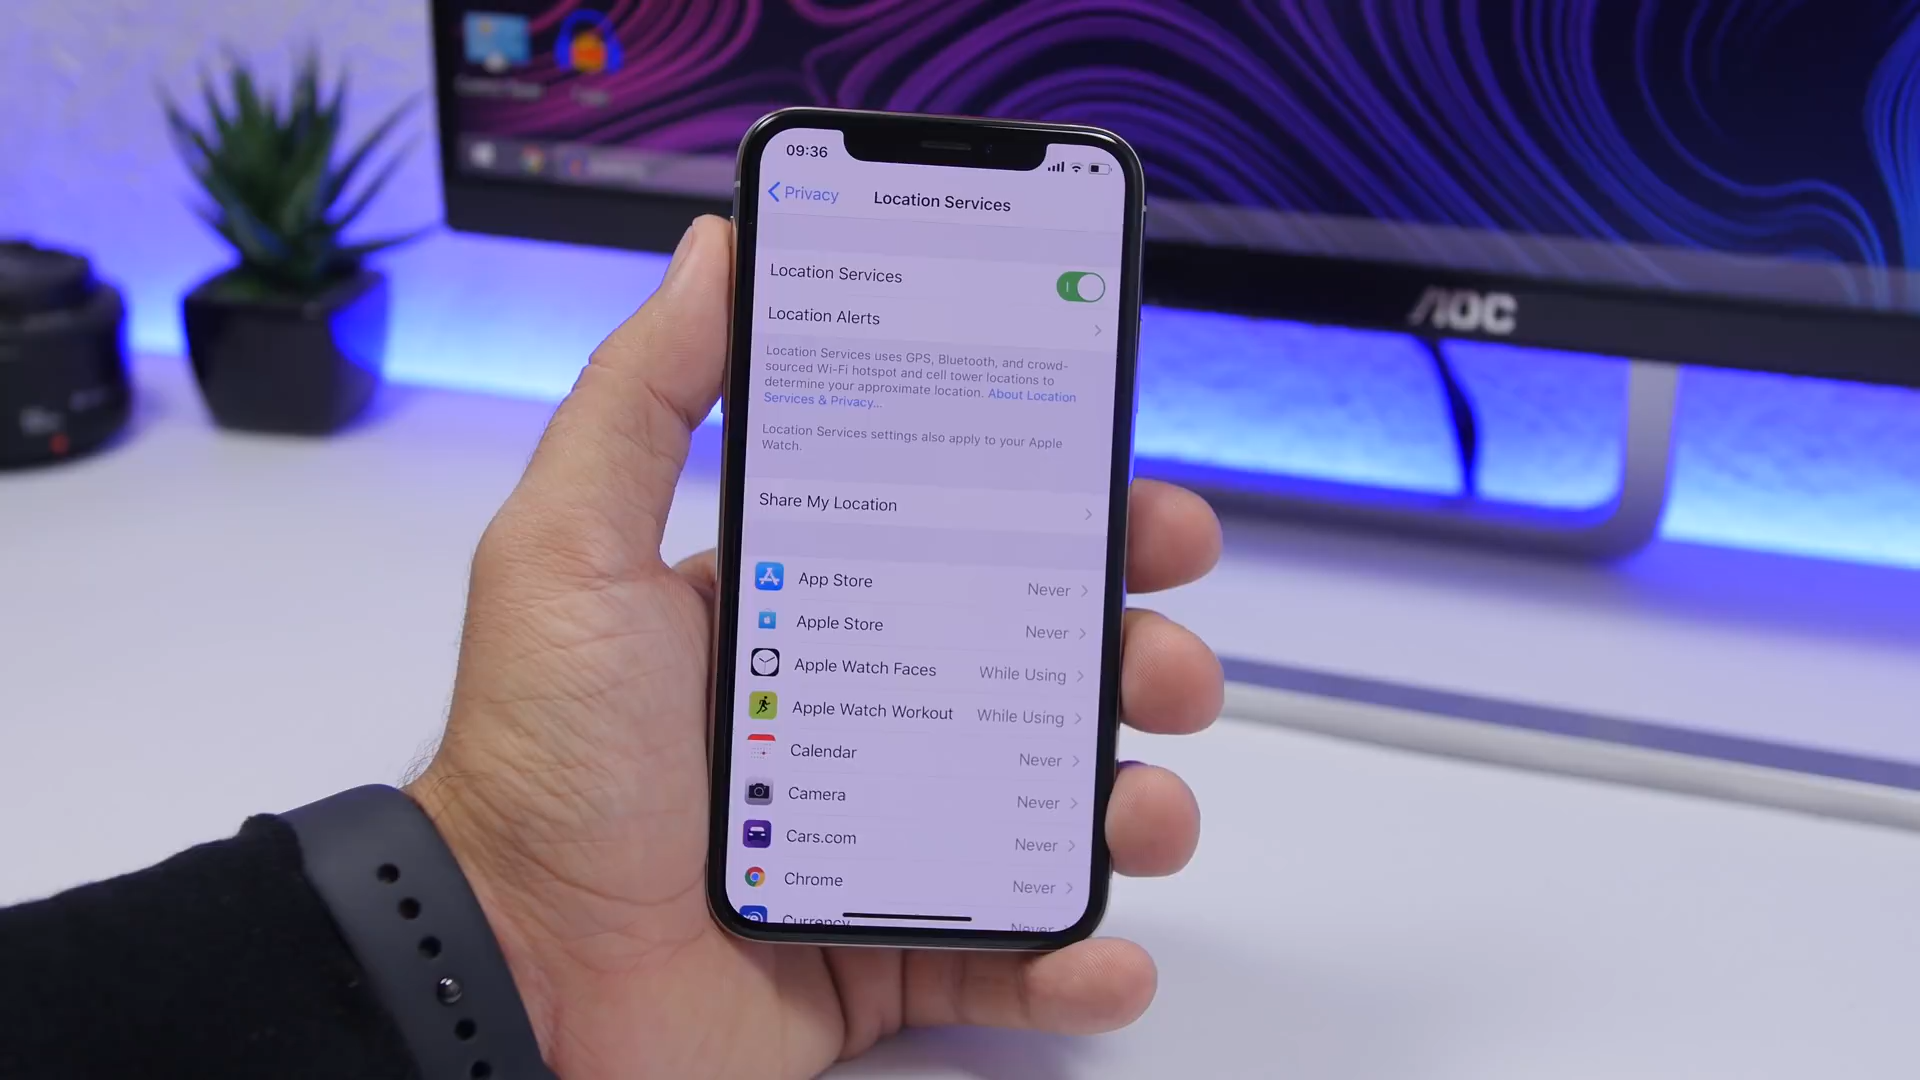 09:36
Privacy
Location Services
Location Services
Location Alerts
Location Services uses GPS, Bluetooth, and crowd-
sourced Wi-Fi hotspot and cell tower locations to
determine your approximate location. About Location
Services & Privacy...
Location Services settings also apply to your Apple
Watch.
Share My Location
App Store Never
Apple Store Never
Apple Watch Faces While Using
Apple Watch Workout While Using
Calendar Never
Camera Never
Cars.com Never
Chrome Never
Currency Never
AOC